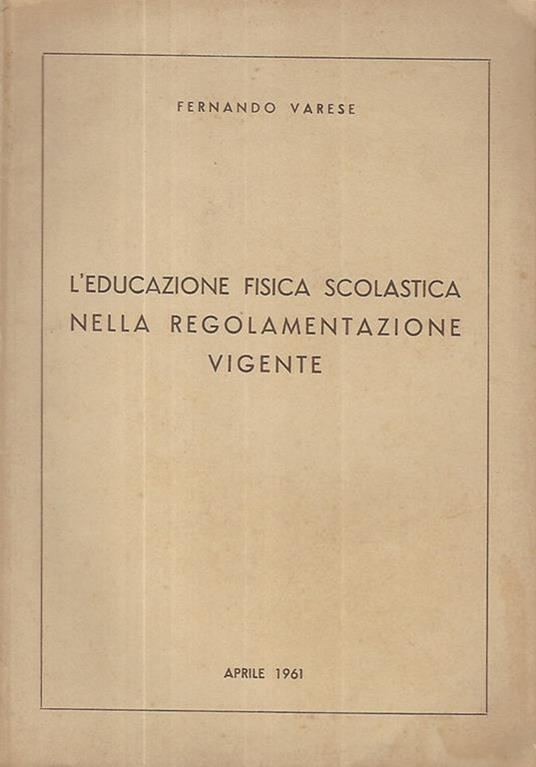 FERNANDO VARESE
L'EDUCAZIONE FISICA SCOLASTICA
NELLA REGOLAMENTAZIONE
VIGENTE
APRILE 1961